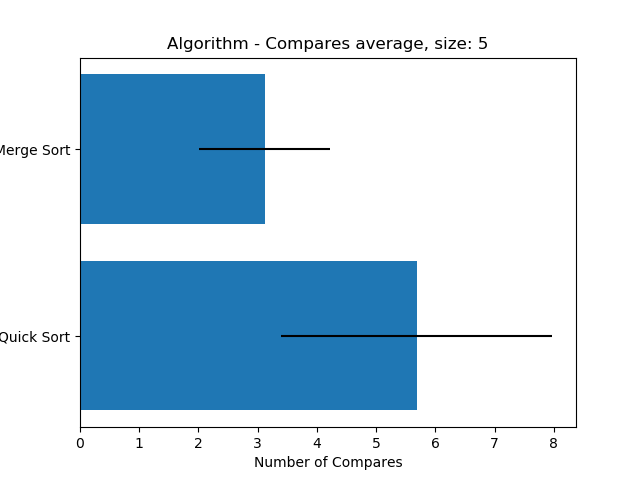 Algorithm - Compares average, size: 5
Merge Sort
Quick Sort
0 1 2 3 4 5 6 7 8
Number of Compares